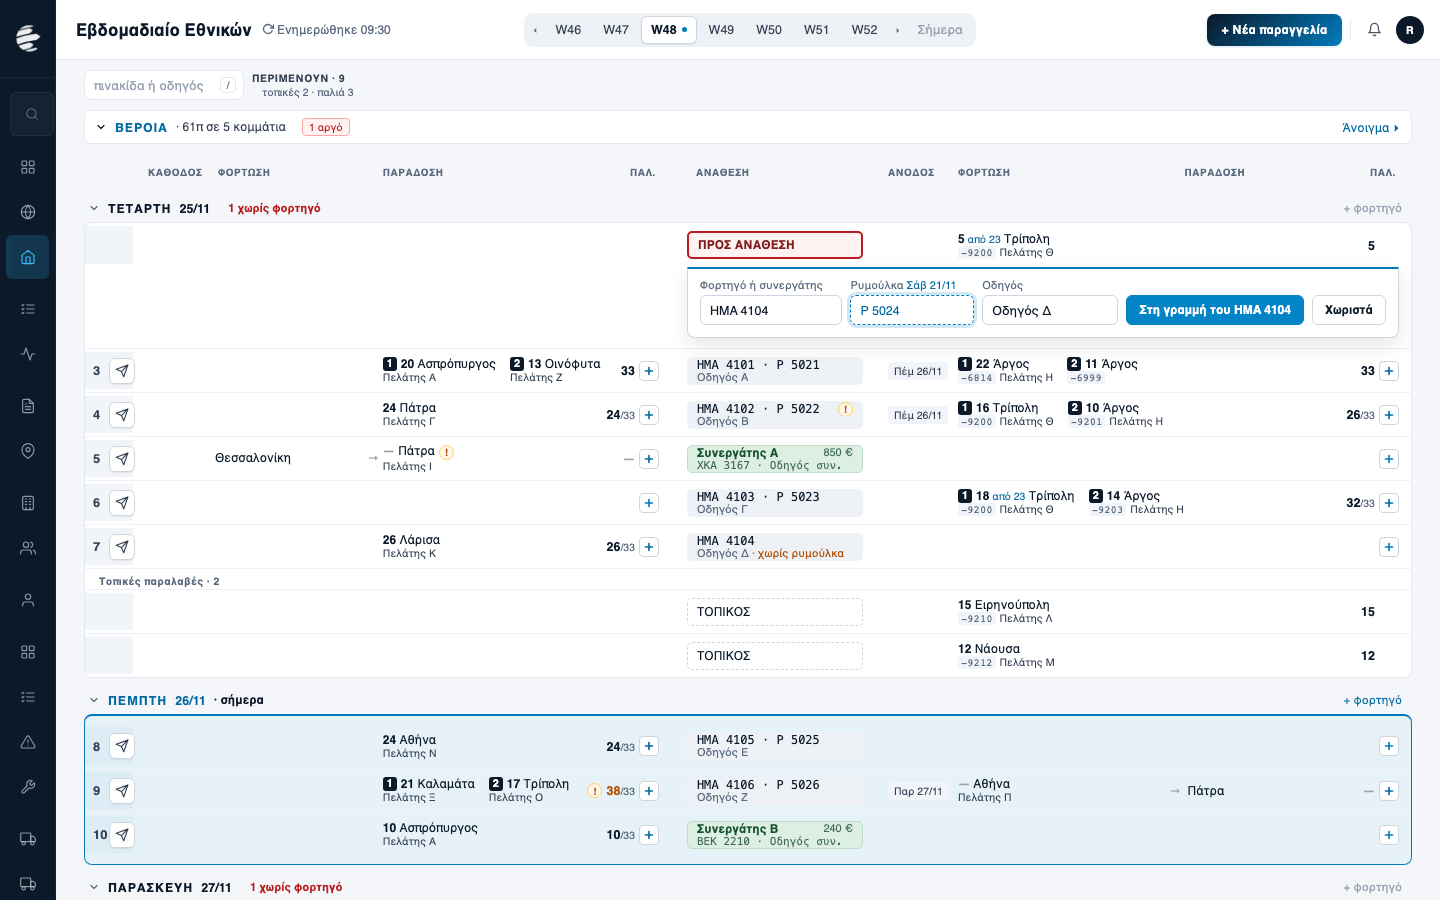 Εβδομαδιαίο Εθνικών Ενημερώθηκε 09:30 ‹ W46 W47 W48 • W49 W50 W51 W52 › Σήμερα + Νέα παραγγελία R
πινακίδα ή οδηγός / ΠΕΡΙΜΕΝΟΥΝ · 9
τοπικές 2 · παλιά 3
ΒΕΡΟΙΑ · 61π σε 5 κομμάτια 1 αργό Άνοιγμα
ΚΑΘΟΔΟΣ ΦΟΡΤΩΣΗ ΠΑΡΑΔΟΣΗ ΠΑΛ. ΑΝΑΘΕΣΗ ΑΝΟΔΟΣ ΦΟΡΤΩΣΗ ΠΑΡΑΔΟΣΗ ΠΑΛ.
ΤΕΤΑΡΤΗ 25/11 1 χωρίς φορτηγό + φορτηγό
ΠΡΟΣ ΑΝΑΘΕΣΗ 5 από 23 Τρίπολη 5
–9200 Πελάτης Θ
Φορτηγό ή συνεργάτης Ρυμούλκα Σάβ 21/11 Οδηγός
ΗΜΑ 4104 Ρ 5024 Οδηγός Δ Στη γραμμή του ΗΜΑ 4104 Χωριστά
3 1 20 Ασπρόπυργος 2 13 Οινόφυτα 33 + ΗΜΑ 4101 · Ρ 5021 Πέμ 26/11 1 22 Άργος 2 11 Άργος 33 +
Πελάτης Α Πελάτης Ζ Οδηγός Α –6814 Πελάτης Η –6999
4 24 Πάτρα 24/33 + ΗΜΑ 4102 · Ρ 5022 ! Πέμ 26/11 1 16 Τρίπολη 2 10 Άργος 26/33 +
Πελάτης Γ Οδηγός Β –9200 Πελάτης Θ –9201 Πελάτης Η
5 Θεσσαλονίκη → — Πάτρα ! — + Συνεργάτης Α 850 € +
Πελάτης Ι ΧΚΑ 3167 · Οδηγός συν.
6 + ΗΜΑ 4103 · Ρ 5023 1 18 από 23 Τρίπολη 2 14 Άργος 32/33 +
Οδηγός Γ –9200 Πελάτης Θ –9203 Πελάτης Η
7 26 Λάρισα 26/33 + ΗΜΑ 4104 +
Πελάτης Κ Οδηγός Δ · χωρίς ρυμούλκα
Τοπικές παραλαβές · 2
ΤΟΠΙΚΟΣ 15 Ειρηνούπολη 15
–9210 Πελάτης Λ
ΤΟΠΙΚΟΣ 12 Νάουσα 12
–9212 Πελάτης Μ
ΠΕΜΠΤΗ 26/11 · σήμερα + φορτηγό
8 24 Αθήνα 24/33 + ΗΜΑ 4105 · Ρ 5025 +
Πελάτης Ν Οδηγός Ε
9 1 21 Καλαμάτα 2 17 Τρίπολη ! 38/33 + ΗΜΑ 4106 · Ρ 5026 Παρ 27/11 — Αθήνα → Πάτρα — +
Πελάτης Ξ Πελάτης Ο Οδηγός Ζ Πελάτης Π
10 10 Ασπρόπυργος 10/33 + Συνεργάτης Β 240 € +
Πελάτης Α ΒΕΚ 2210 · Οδηγός συν.
ΠΑΡΑΣΚΕΥΗ 27/11 1 χωρίς φορτηγό + φορτηγό